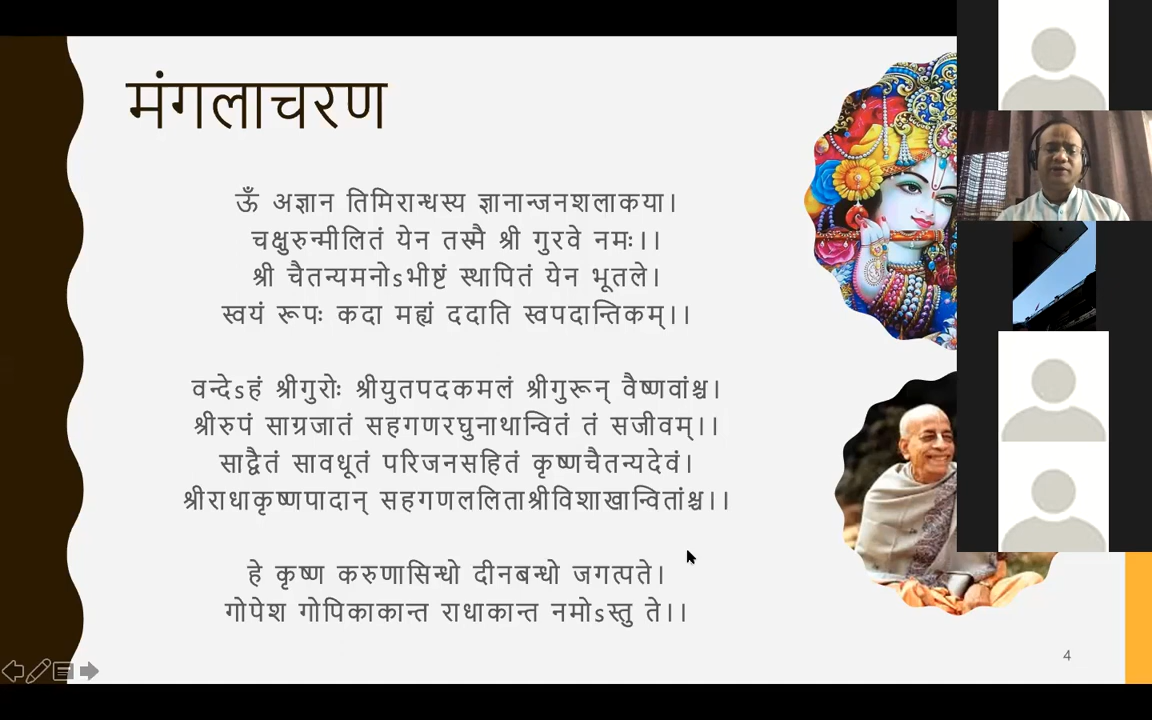 मंगलाचरण
ऊँ अज्ञान तिमिरान्धस्य ज्ञानान्जनशलाकया।
चक्षुरुन्मीलितं येन तस्मै श्री गुरवे नमः।।
श्री चैतन्यमनोऽभीष्टं स्थापितं येन भूतले।
स्वयं रूपः कदा मह्यं ददाति स्वपदान्तिकम्।।
वन्देऽहं श्रीगुरोः श्रीयुतपदकमलं श्रीगुरून् वैष्णवांश्च।
श्रीरुपं साग्रजातं सहगणरघुनाथान्वितं तं सजीवम्।।
साद्वैतं सावधूतं परिजनसहितं कृष्णचैतन्यदेवं।
श्रीराधाकृष्णपादान् सहगणललिताश्रीविशाखान्वितांश्च।।
हे कृष्ण करुणासिन्धो दीनबन्धो जगत्पते।
गोपेश गोपिकाकान्त राधाकान्त नमोऽस्तु ते।।
4